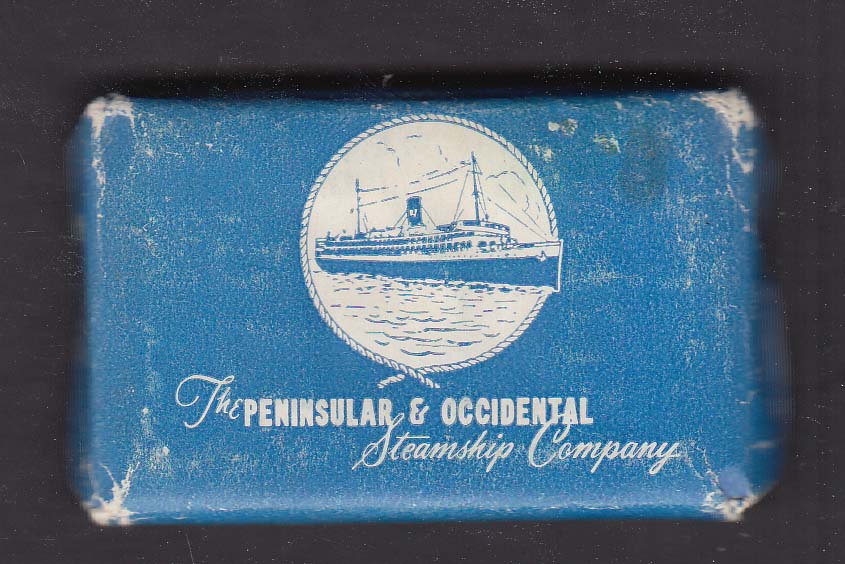 The PENINSULAR & OCCIDENTAL
Steamship Company